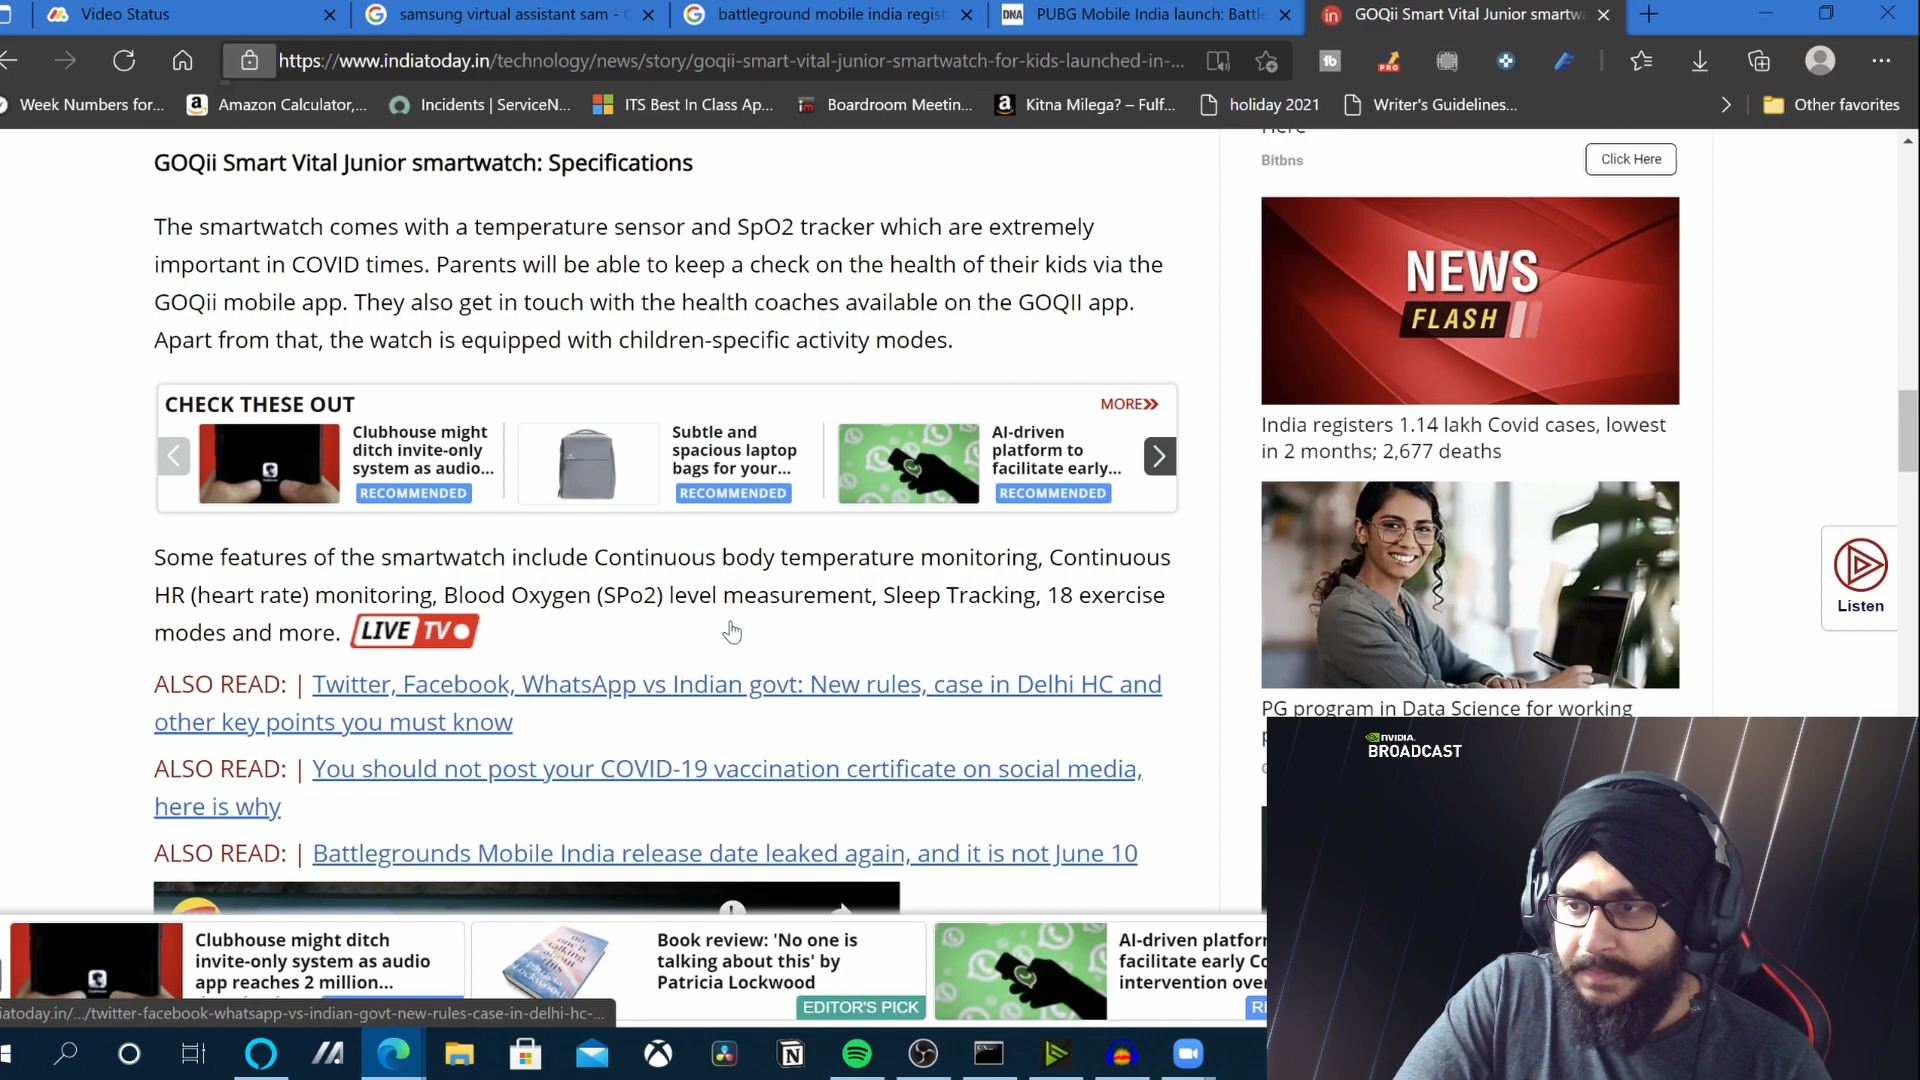 Video Status
samsung virtual assistant sam -
battleground mobile india regist
DNA
PUBG Mobile India launch: Battle
in
GOQii Smart Vital Junior smartw
https://www.indiatoday.in/technology/news/story/goqii-smart-vital-junior-smartwatch-for-kids-launched-in-...
Week Numbers for...
Amazon Calculator,...
Incidents | ServiceN...
ITS Best In Class Ap...
Boardroom Meetin...
Kitna Milega? – Fulf...
holiday 2021
Writer's Guidelines...
Other favorites
GOQii Smart Vital Junior smartwatch: Specifications
The smartwatch comes with a temperature sensor and SpO2 tracker which are extremely
important in COVID times. Parents will be able to keep a check on the health of their kids via the
GOQii mobile app. They also get in touch with the health coaches available on the GOQII app.
Apart from that, the watch is equipped with children-specific activity modes.
CHECK THESE OUT
MORE
Clubhouse might
ditch invite-only
system as audio...
RECOMMENDED
Subtle and
spacious laptop
bags for your...
RECOMMENDED
AI-driven
platform to
facilitate early...
RECOMMENDED
Some features of the smartwatch include Continuous body temperature monitoring, Continuous
HR (heart rate) monitoring, Blood Oxygen (SPo2) level measurement, Sleep Tracking, 18 exercise
modes and more. LIVE TV
ALSO READ: | Twitter, Facebook, WhatsApp vs Indian govt: New rules, case in Delhi HC and
other key points you must know
ALSO READ: | You should not post your COVID-19 vaccination certificate on social media,
here is why
ALSO READ: | Battlegrounds Mobile India release date leaked again, and it is not June 10
Here
Bitbns
Click Here
NEWS
FLASH
India registers 1.14 lakh Covid cases, lowest
in 2 months; 2,677 deaths
PG program in Data Science for working
Listen
NVIDIA.
BROADCAST
Clubhouse might ditch
invite-only system as audio
app reaches 2 million...
Book review: 'No one is
talking about this' by
Patricia Lockwood
EDITOR'S PICK
AI-driven platform
facilitate early Co
intervention over
RE
iatoday.in/.../twitter-facebook-whatsapp-vs-indian-govt-new-rules-case-in-delhi-hc-...